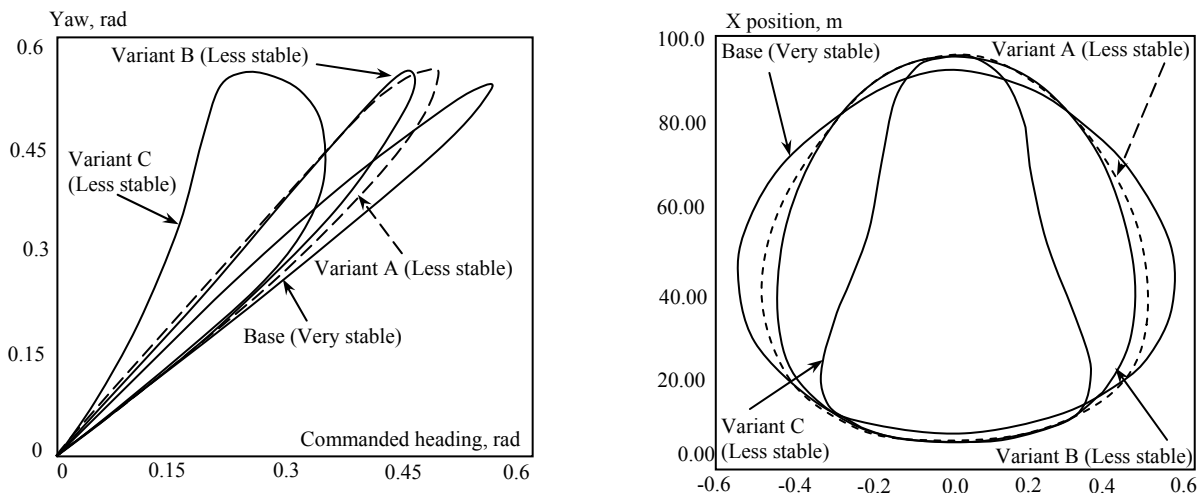 Yaw, rad
0.6
Variant B (Less stable)
0.45
Variant C
(Less stable)
0.3
Variant A (Less stable)
Base (Very stable)
0.15
Commanded heading, rad
0
0
0.15
0.3
0.45
0.6
X position, m
100.0
Base (Very stable)
Variant A (Less stable)
80.00
60.00
40.00
20.00
Variant C
(Less stable)
0.00
Variant B (Less stable)
-0.6
-0.4
-0.2
0.0
0.2
0.4
0.6